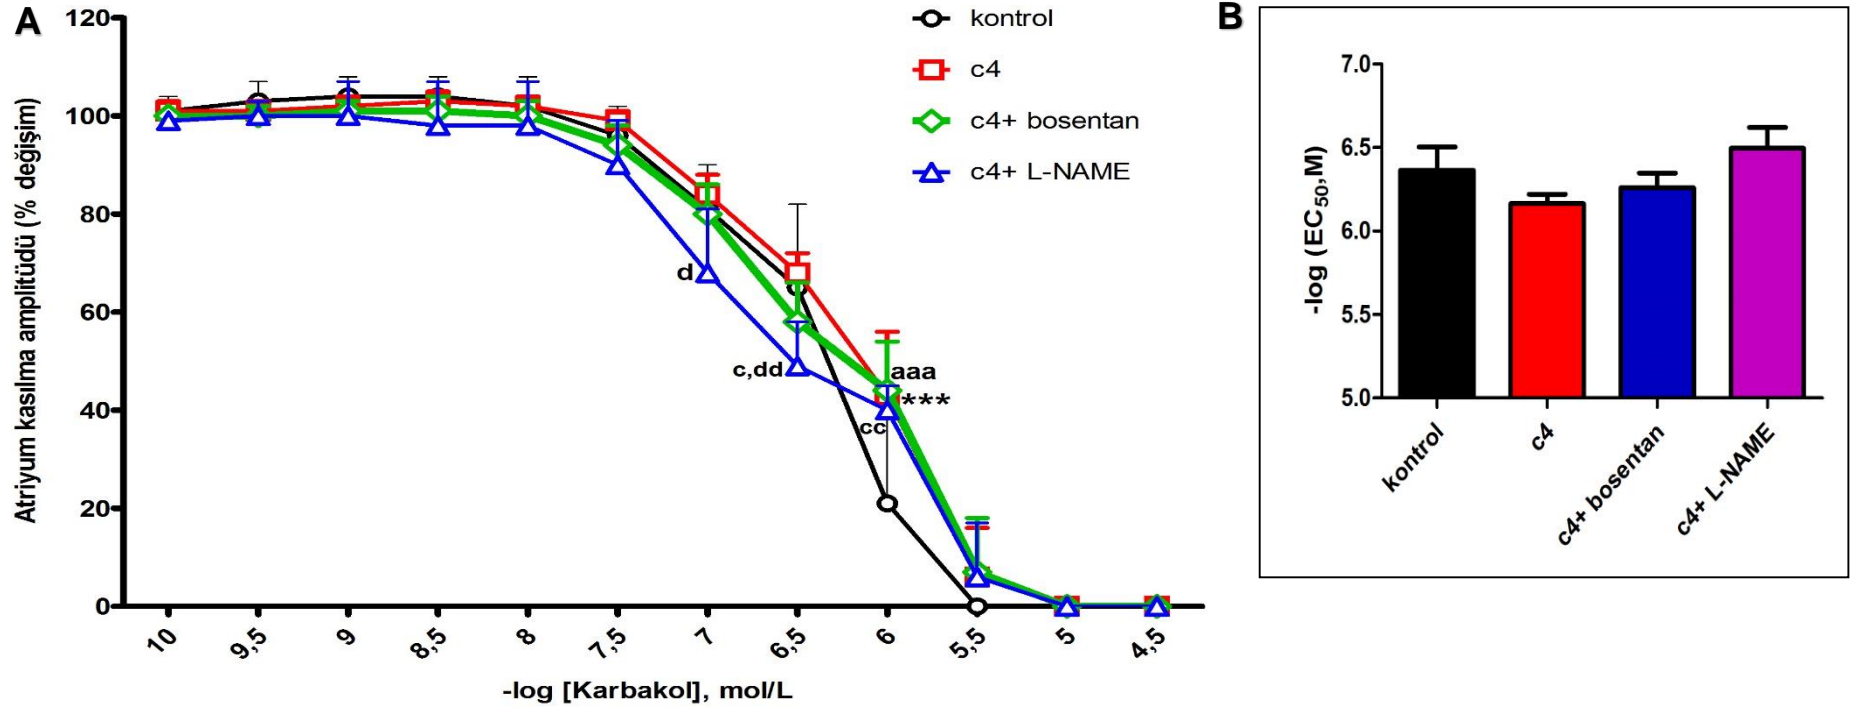 A
120
100
80
60
40
20
0
Atriyum kasılma amplitüdü (% değişim)
kontrol
c4
c4+ bosentan
c4+ L-NAME
d
c,dd
aaa
***
cc
10
9,5
9
8,5
8
7,5
7
6,5
6
5,5
5
4,5
-log [Karbakol], mol/L
B
7.0
6.5
6.0
5.5
5.0
-log (EC50,M)
kontrol
c4
c4+ bosentan
c4+ L-NAME